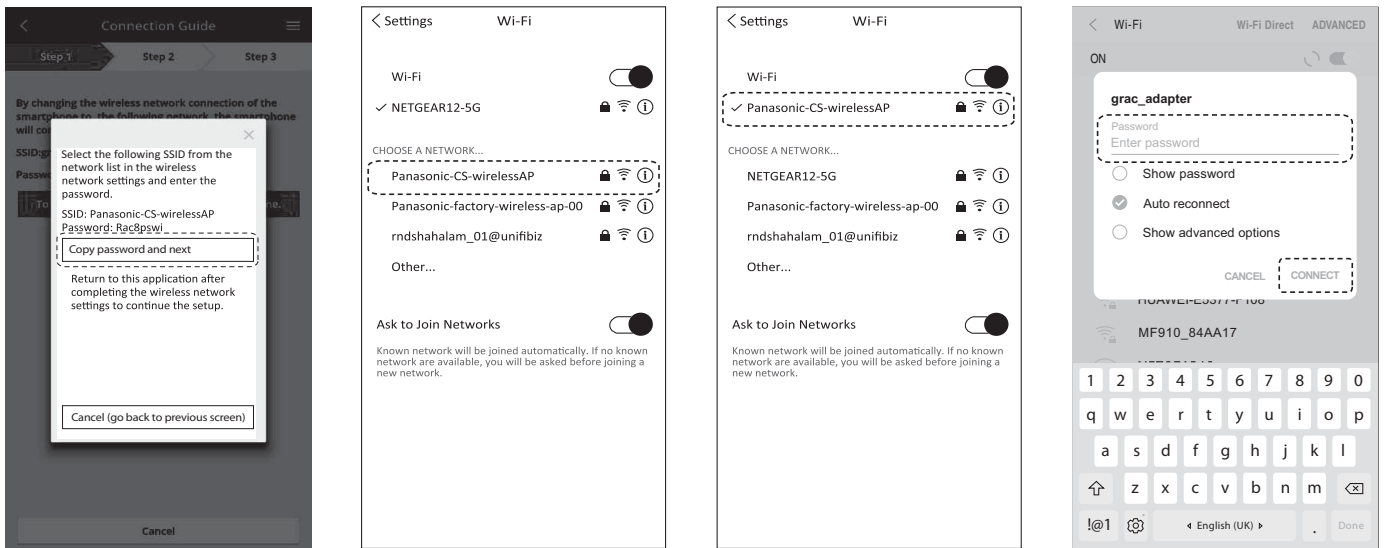 Connection Guide
Step 1 Step 2 Step 3
By changing the wireless network connection of the
smartphone to the following network, the smartphone
will con
SSID:gr
Passwo
To
ne.
Select the following SSID from the
network list in the wireless
network settings and enter the
password.
SSID: Panasonic-CS-wirelessAP
Password: Rac8pswi
Copy password and next
Return to this application after
completing the wireless network
settings to continue the setup.
Cancel (go back to previous screen)
Cancel
Settings Wi-Fi
Wi-Fi
NETGEAR12-5G
CHOOSE A NETWORK...
Panasonic-CS-wirelessAP
Panasonic-factory-wireless-ap-00
rndshahalam_01@unifibiz
Other...
Ask to Join Networks
Known network will be joined automatically. If no known
network are available, you will be asked before joining a
new network.
Settings Wi-Fi
Wi-Fi
Panasonic-CS-wirelessAP
CHOOSE A NETWORK...
NETGEAR12-5G
Panasonic-factory-wireless-ap-00
rndshahalam_01@unifibiz
Other...
Ask to Join Networks
Known network will be joined automatically. If no known
network are available, you will be asked before joining a
new network.
Wi-Fi Wi-Fi Direct ADVANCED
ON
grac_adapter
Password
Enter password
Show password
Auto reconnect
Show advanced options
CANCEL CONNECT
MF910_84AA17
1 2 3 4 5 6 7 8 9 0
q w e r t y u i o p
a s d f g h j k l
z x c v b n m
!@1 English (UK) . Done